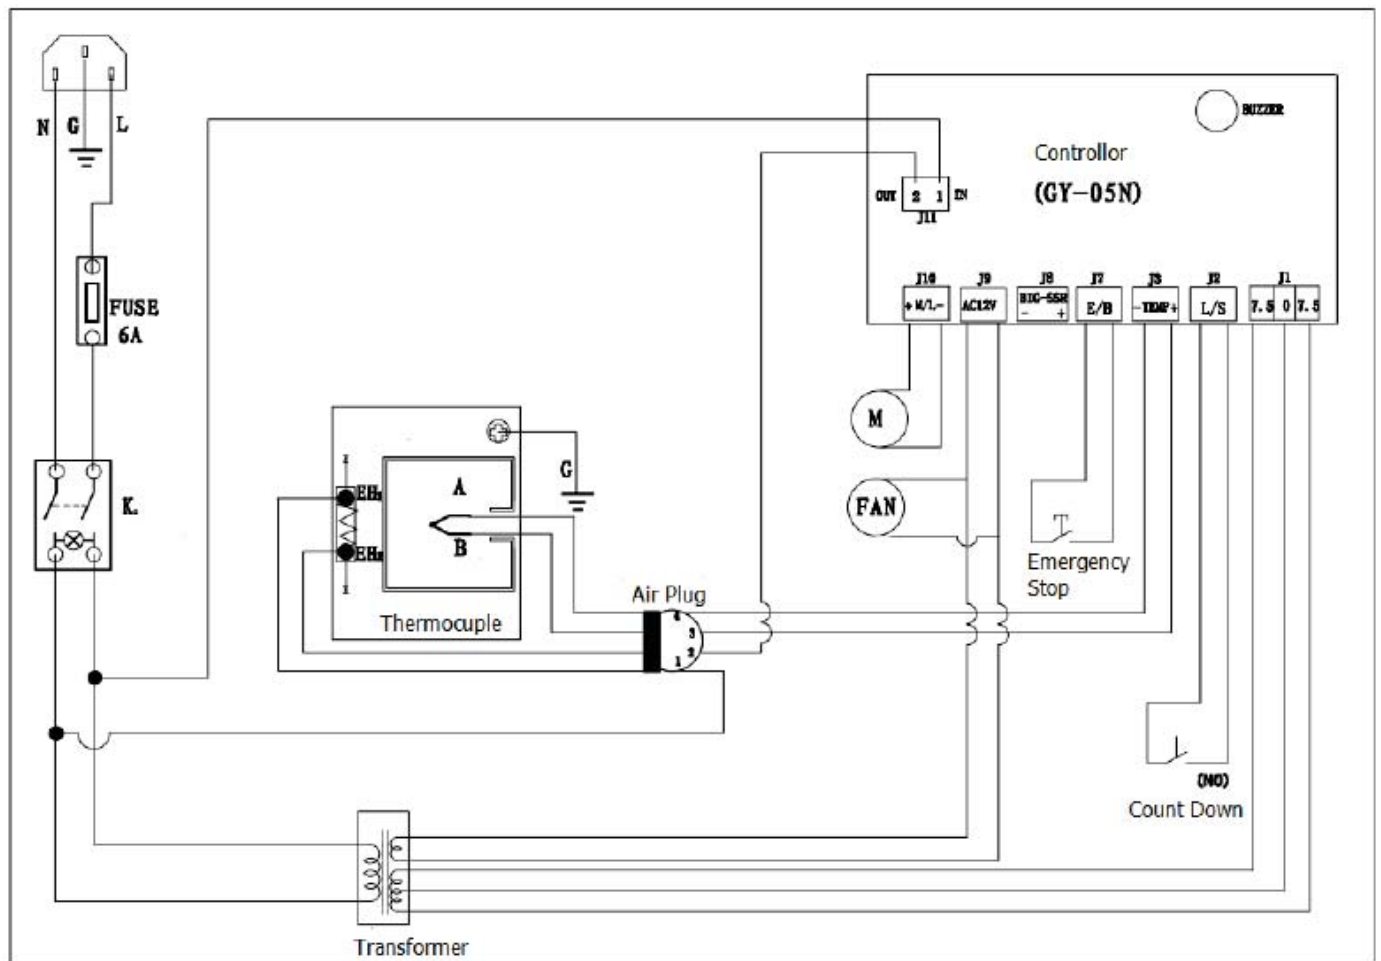 N G L
BUZZER
Controllor
(GY-05N)
OUT 2 1 IN
J11
J10 J9 J8 J7 J3 J2 J1
+ M/L - AC12V E/B -TEMP+ L/S 7.5 0 7.5
- +
FUSE
6A
M
K.
EH₁ A G
FAN
B
EH₂
Emergency
Stop
Air Plug
Thermocuple
4
3
2
1
(NO)
Count Down
Transformer